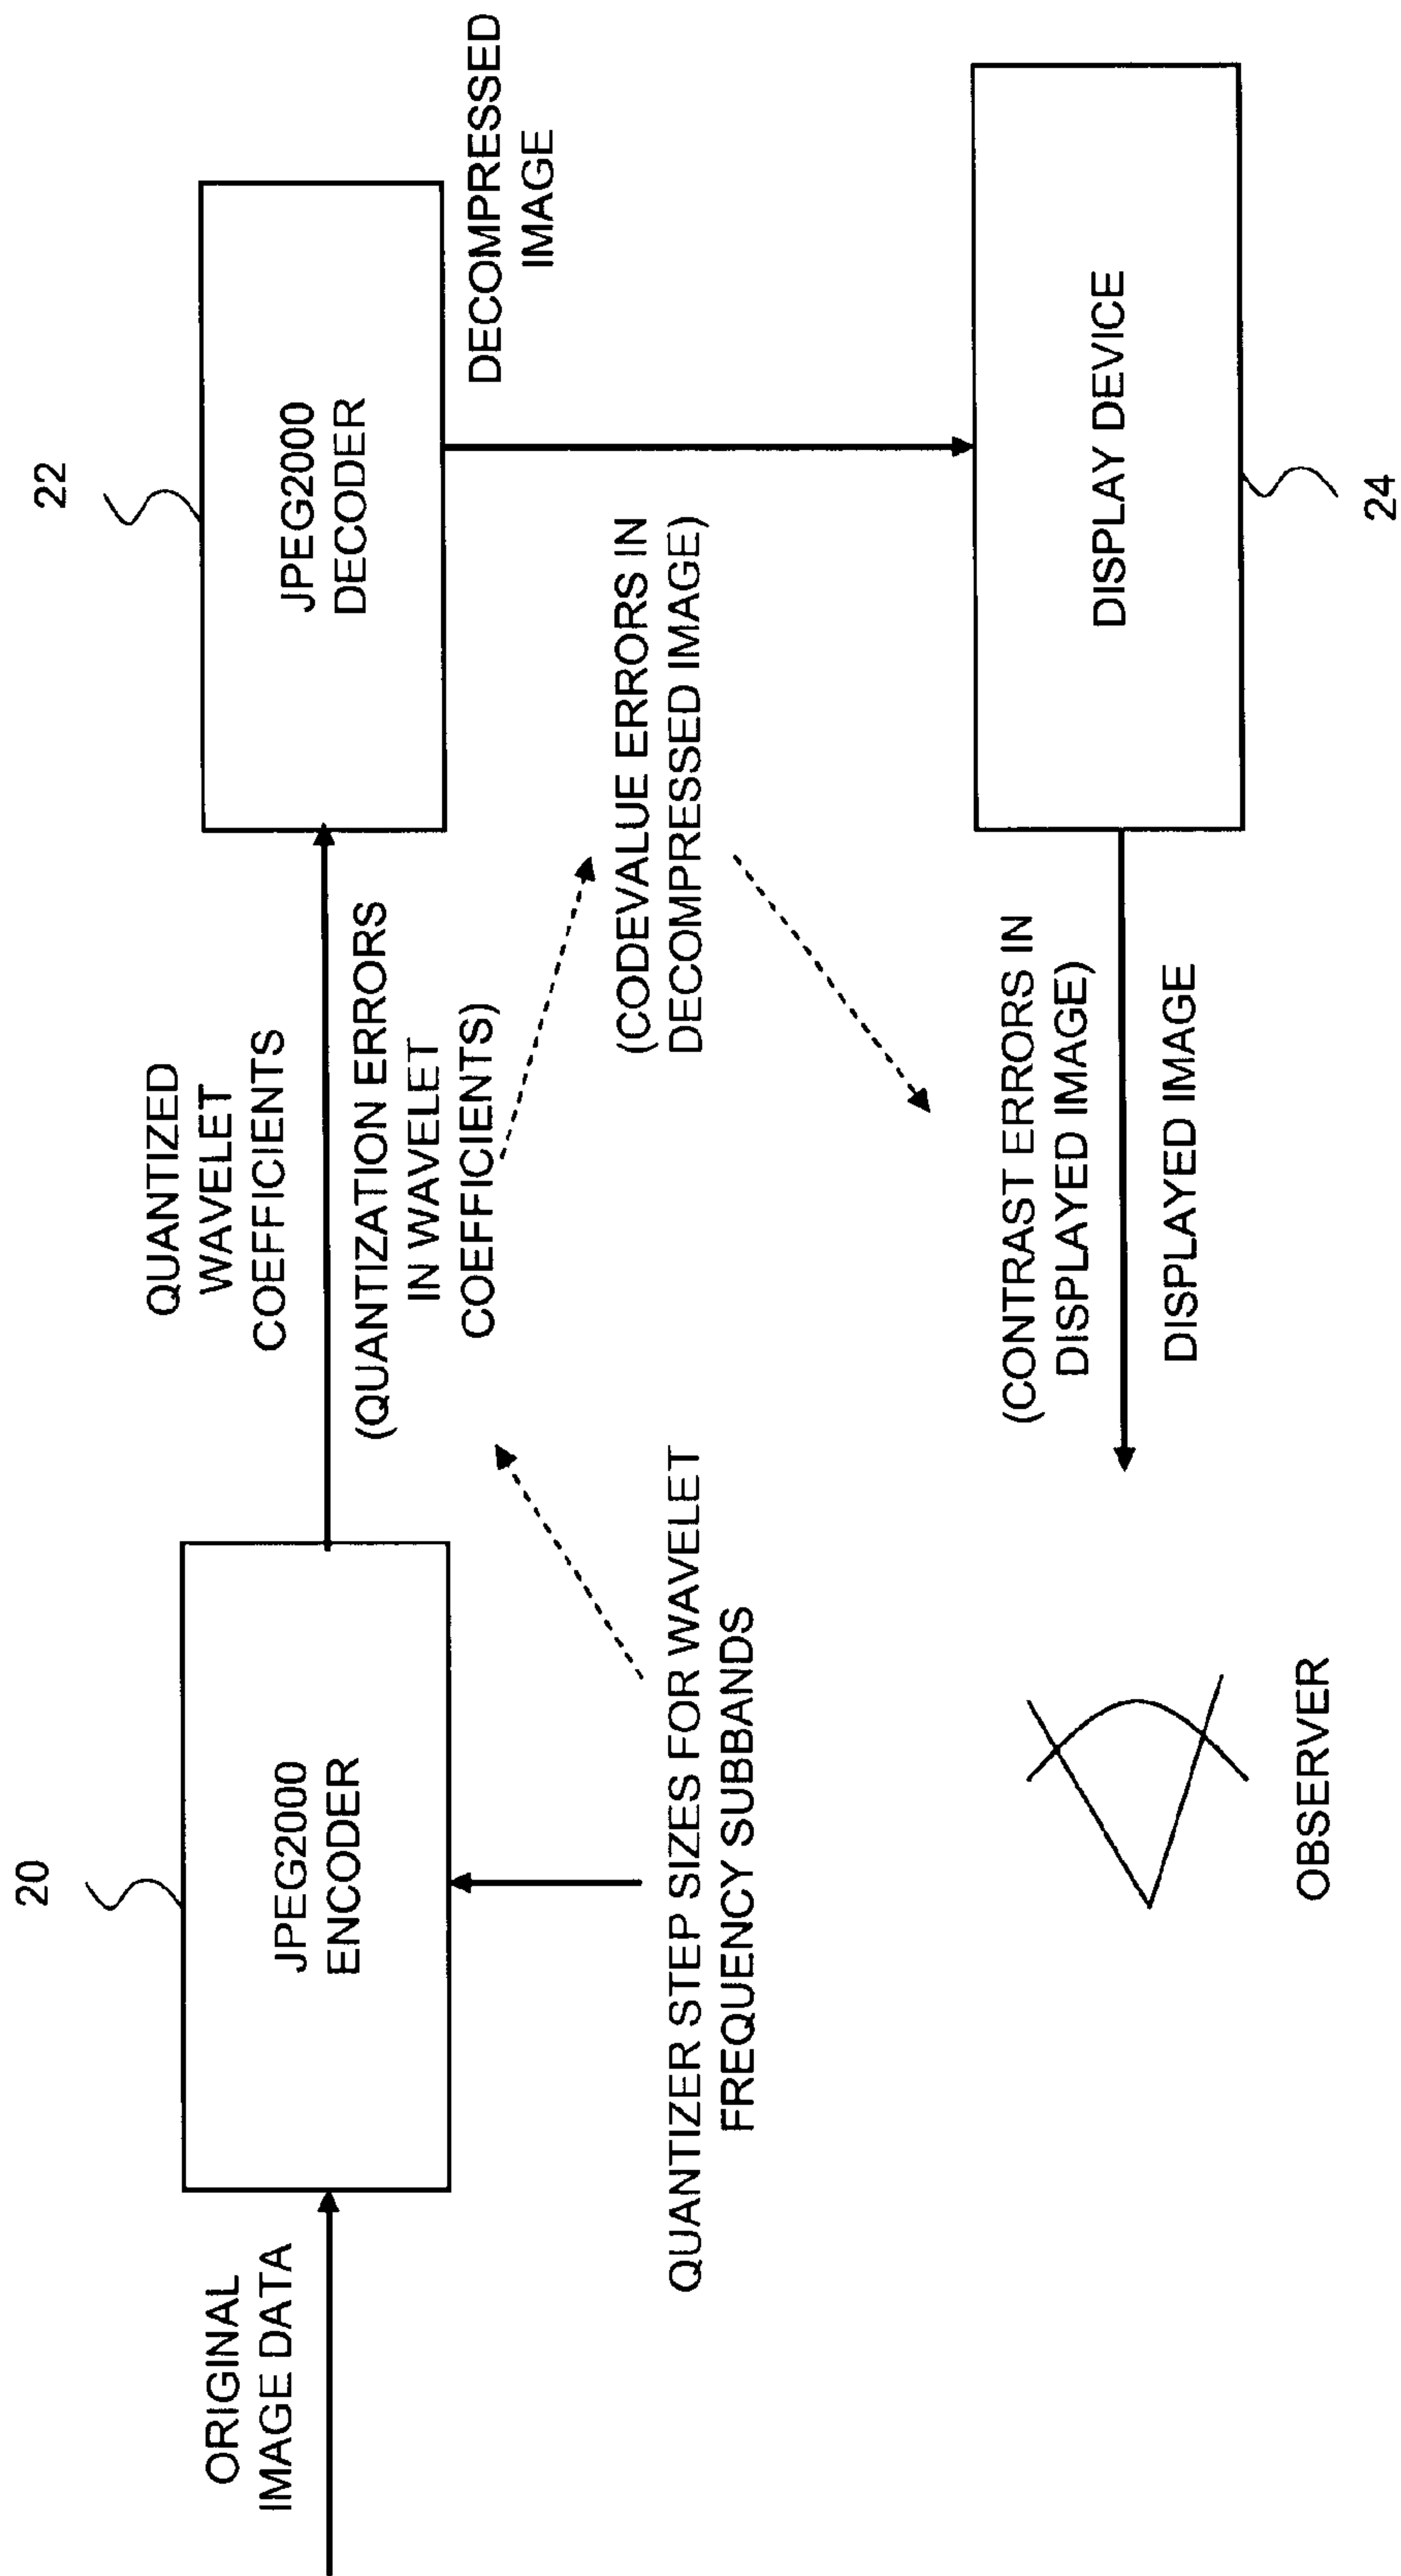 20
22
ORIGINAL
IMAGE DATA
JPEG2000
ENCODER
QUANTIZED
WAVELET
COEFFICIENTS
JPEG2000
DECODER
(QUANTIZATION ERRORS
IN WAVELET
COEFFICIENTS)
DECOMPRESSED
IMAGE
QUANTIZER STEP SIZES FOR WAVELET
FREQUENCY SUBBANDS
(CODEVALUE ERRORS IN
DECOMPRESSED IMAGE)
(CONTRAST ERRORS IN
DISPLAYED IMAGE)
DISPLAY DEVICE
DISPLAYED IMAGE
OBSERVER
24